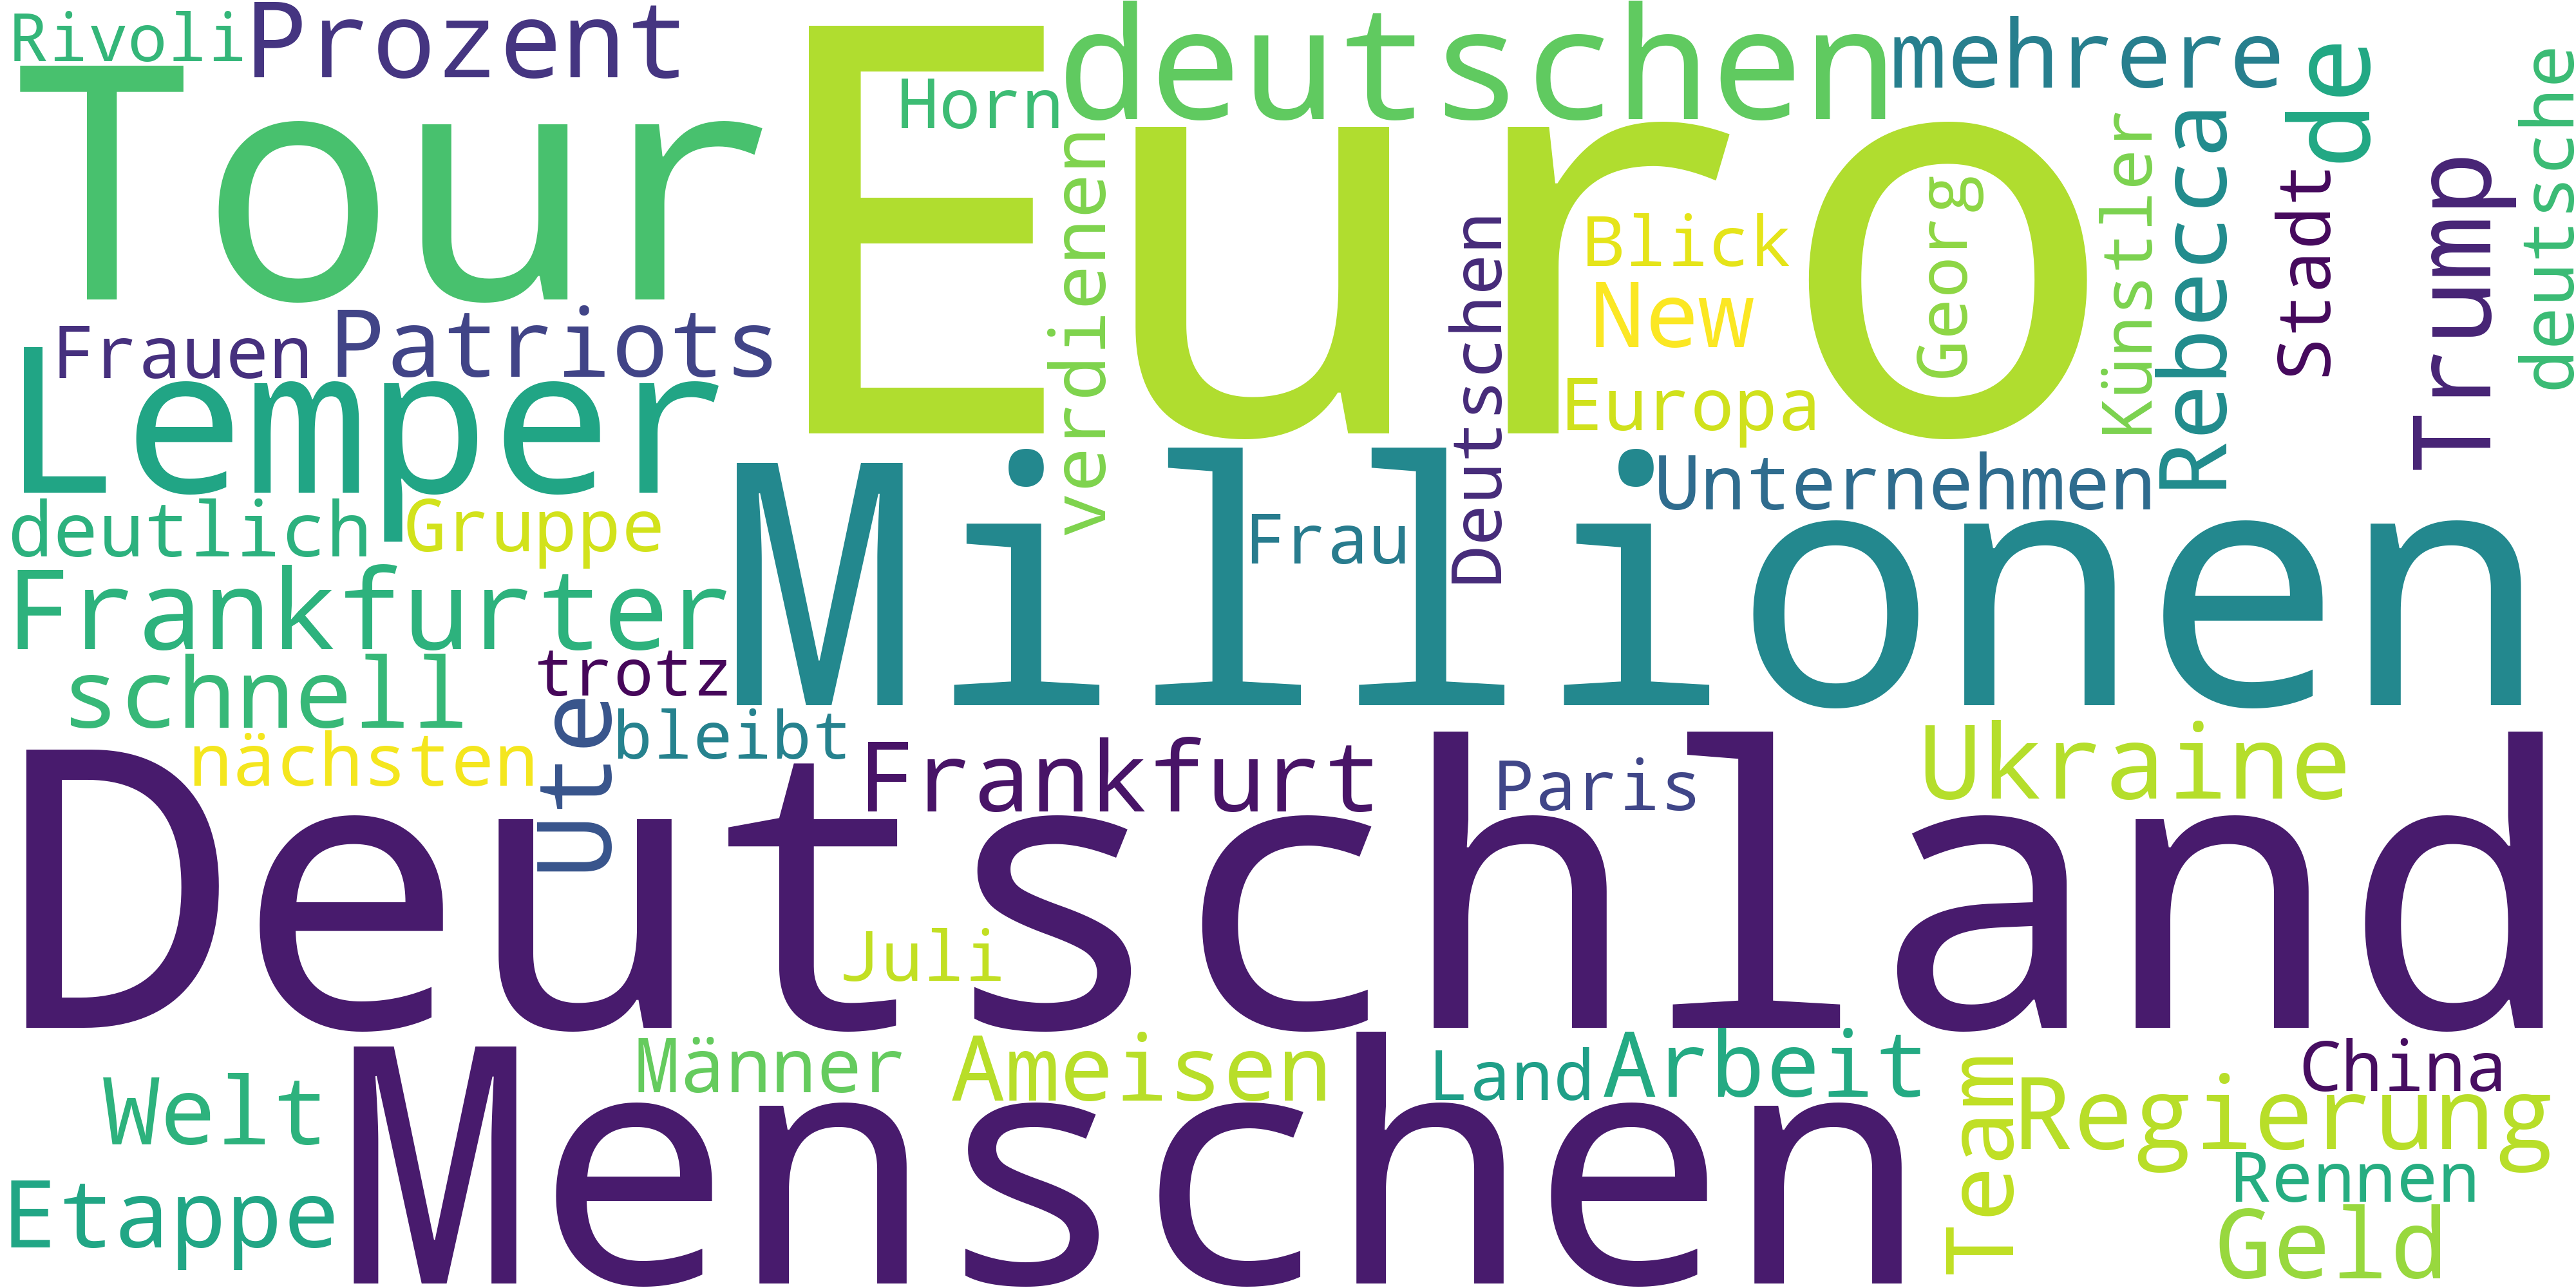 Rivoli
Prozent
Tour
Euro
Horn
deutschen
mehrere
de
deutsche
Rebecca
Künstler
Stadt
Trump
verdienen
Deutschen
Blick
New
Georg
Europa
Frauen
Patriots
Lemper
Millionen
Unternehmen
deutlich
Gruppe
Frau
Frankfurter
schnell
trotz
Ute
bleibt
nächsten
Frankfurt
Paris
Ukraine
Deutschland
Juli
Männer
Ameisen
Land
Arbeit
Team
China
Welt
Menschen
Regierung
Rennen
Etappe
Geld